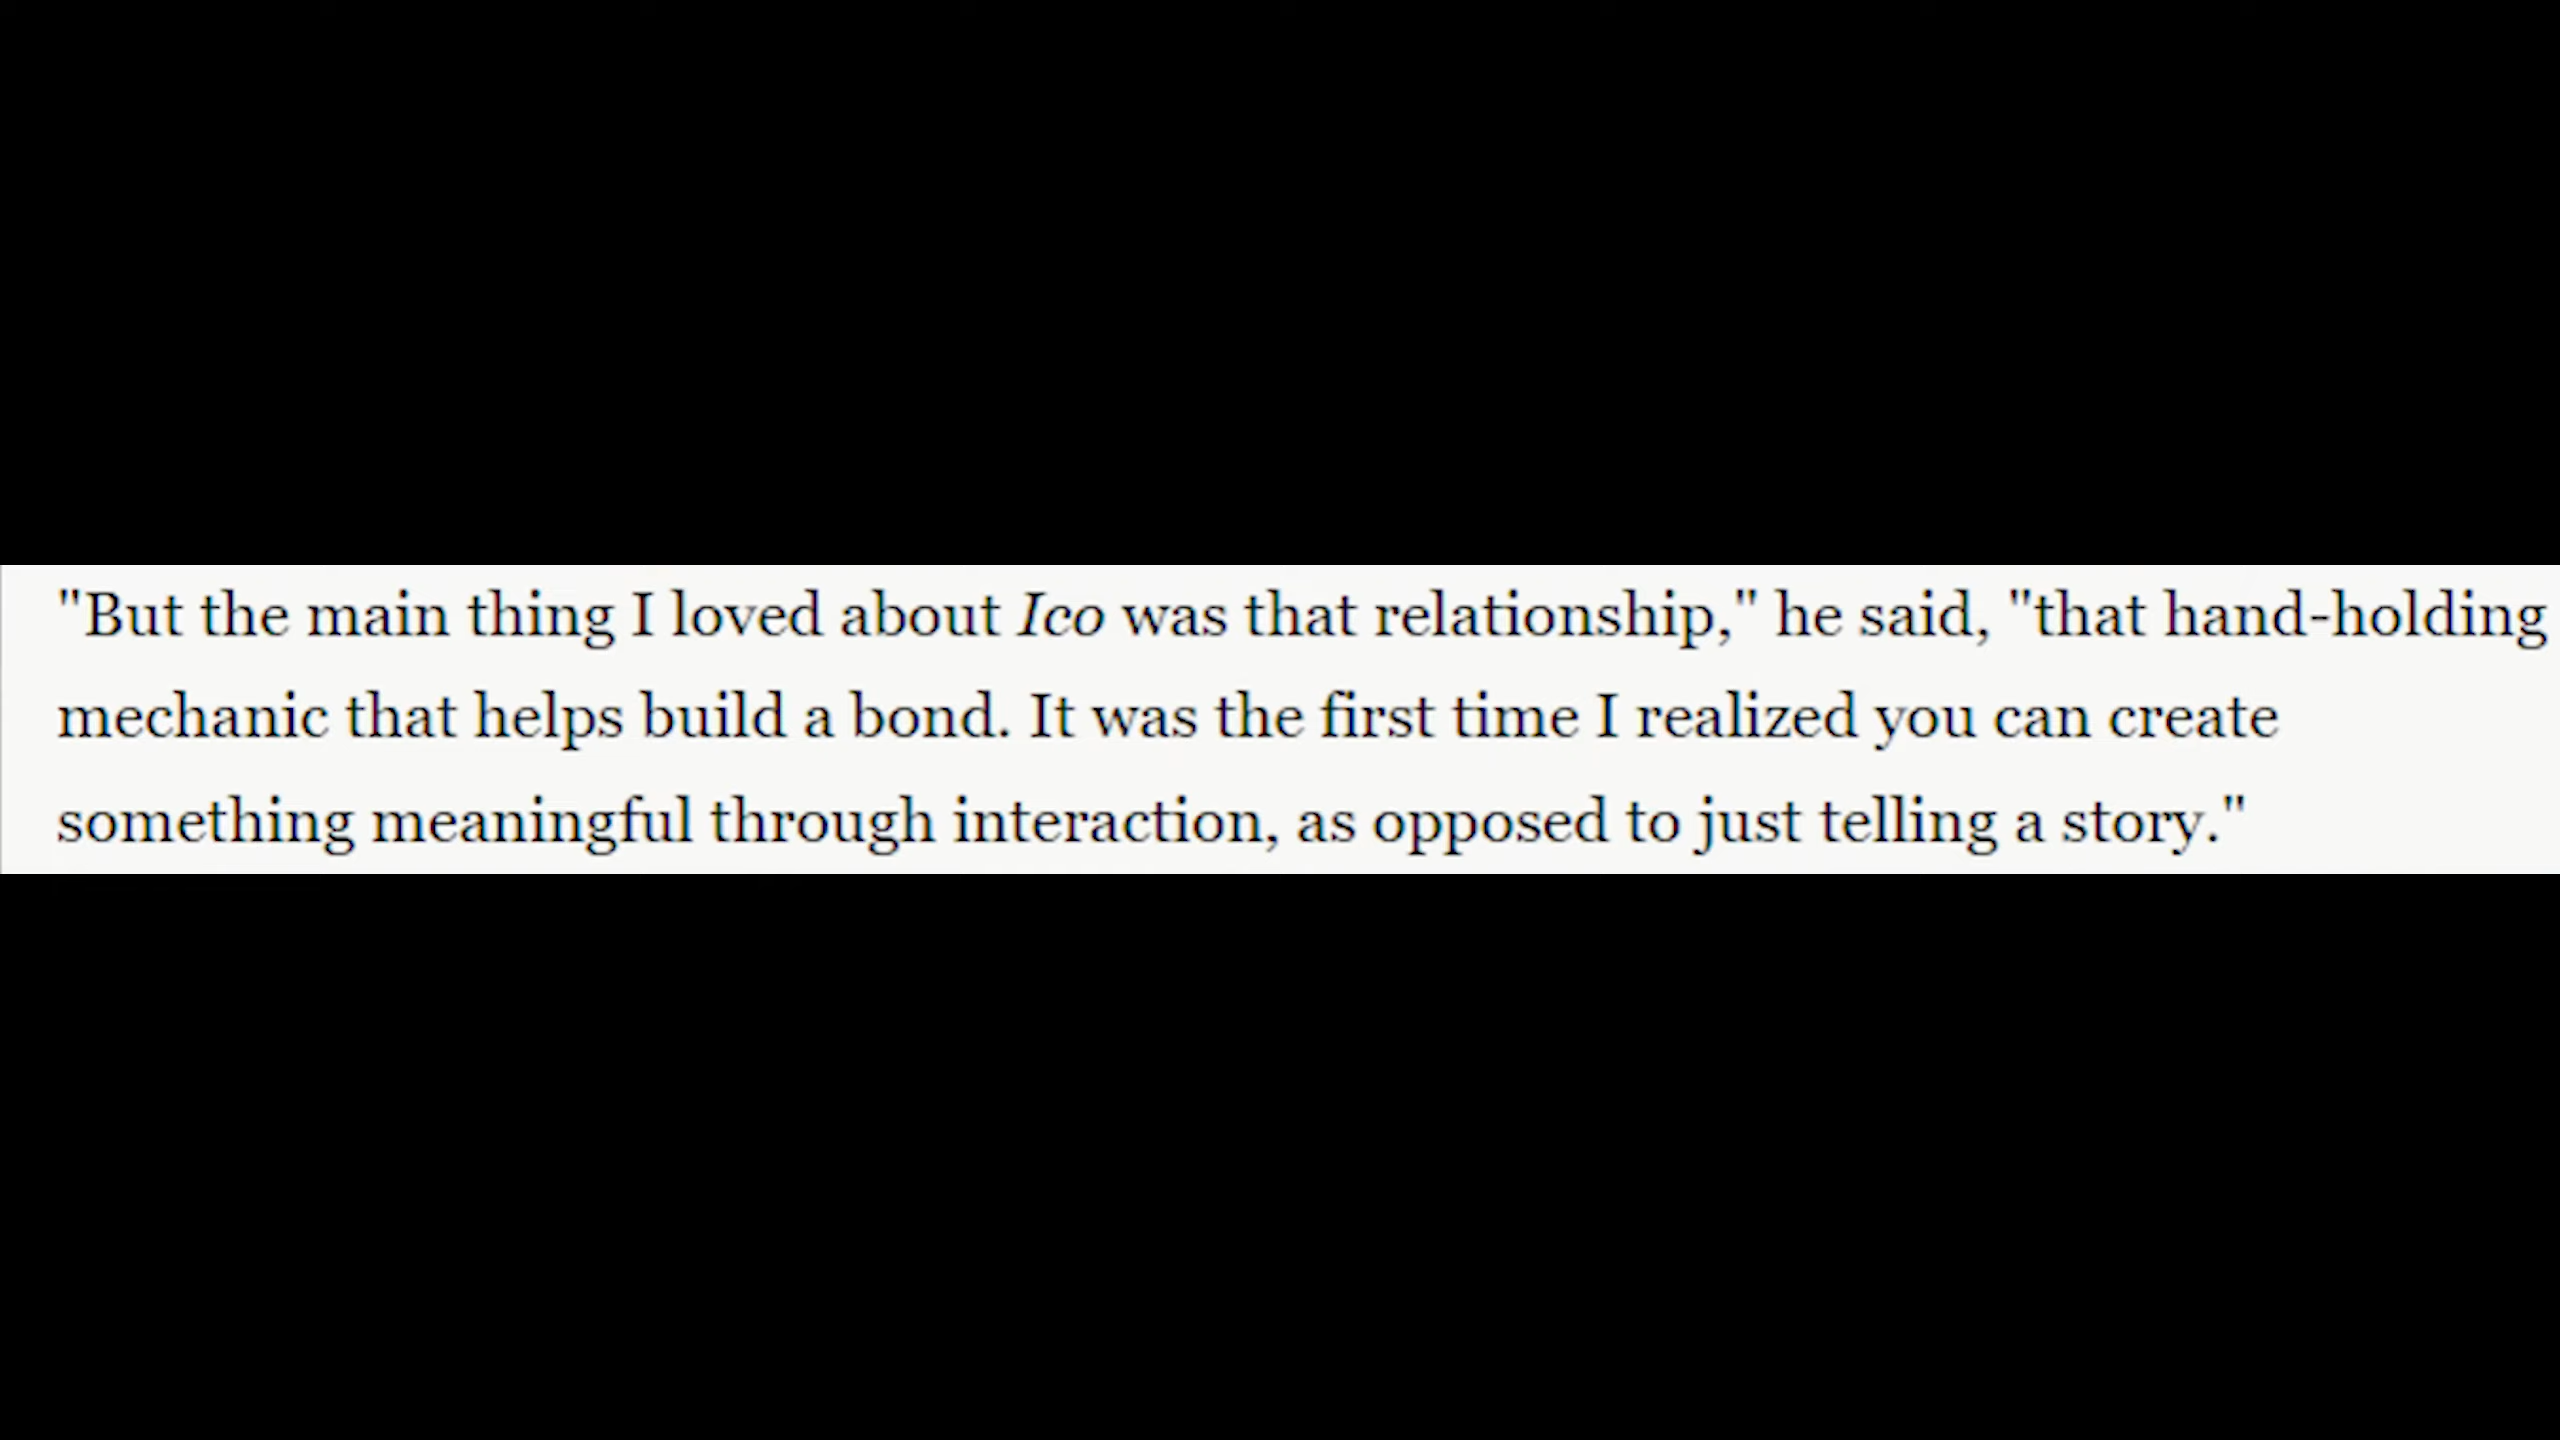 "But the main thing I loved about Ico was that relationship," he said, "that hand-holding
mechanic that helps build a bond. It was the first time I realized you can create
something meaningful through interaction, as opposed to just telling a story."